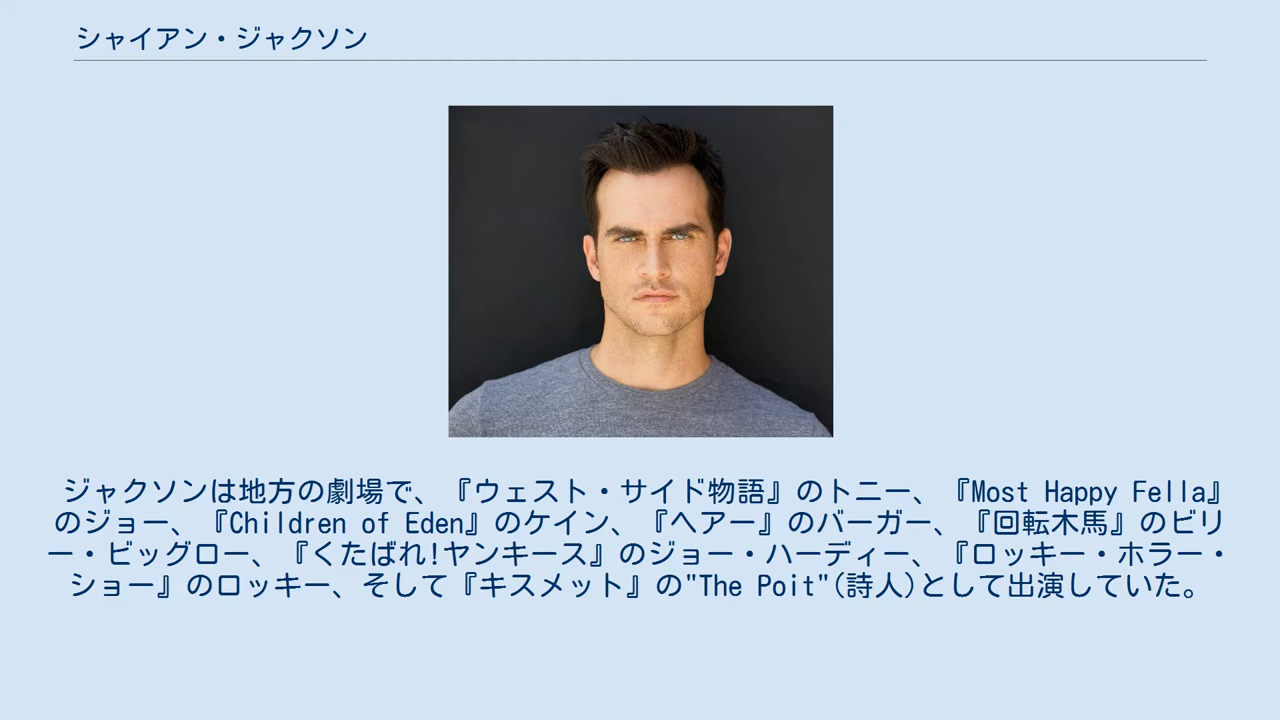 シャイアン・ジャクソン
ジャクソンは地方の劇場で、『ウェスト・サイド物語』のトニー、『Most Happy Fella』
のジョー、『Children of Eden』のケイン、『ヘアー』のバーガー、『回転木馬』のビリ
ー・ビッグロー、『くたばれ!ヤンキース』のジョー・ハーディー、『ロッキー・ホラー・
ショー』のロッキー、そして『キスメット』の"The Poit"(詩人)として出演していた。